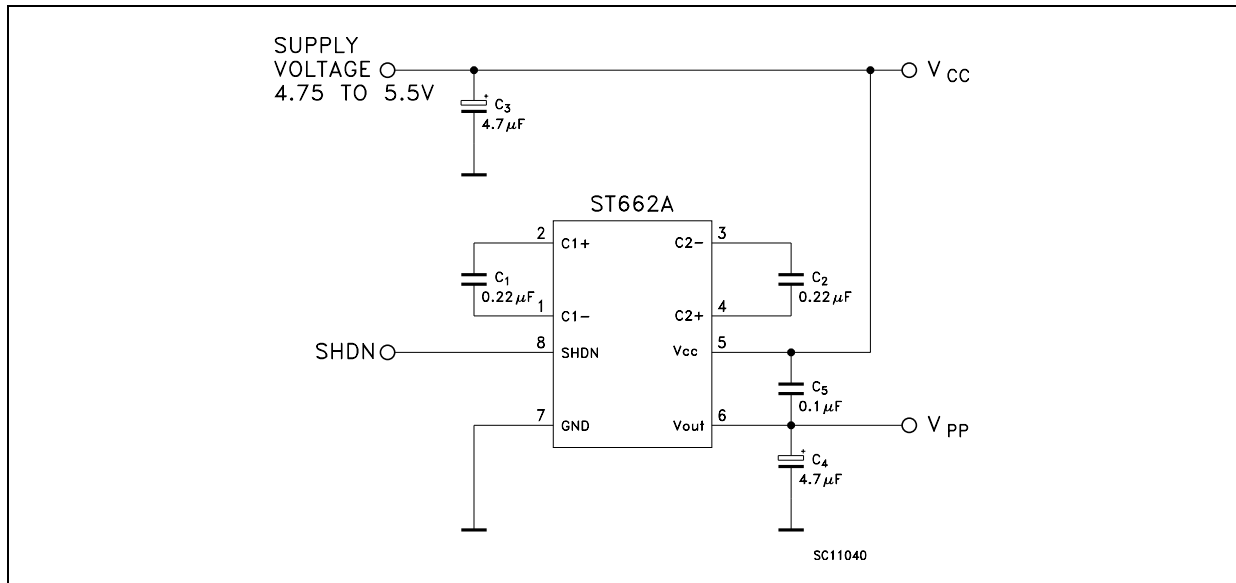 SUPPLY
VOLTAGE
4.75 TO 5.5V
VCC
+
C3
4.7µF
ST662A
2
C1+
C2-
3
C1
0.22µF
C2
0.22µF
1
C1-
C2+
4
SHDN
8
SHDN
Vcc
5
C5
0.1µF
7
GND
Vout
6
VPP
+
C4
4.7µF
SC11040